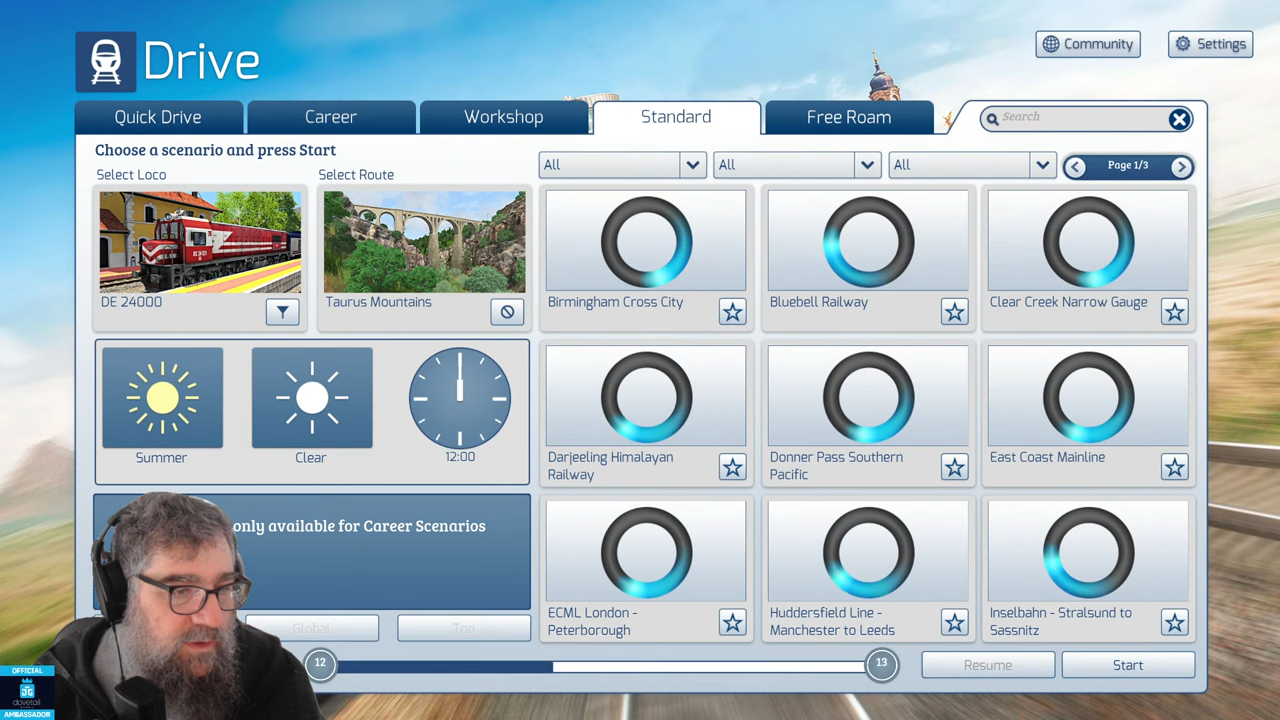 Drive
Community
Settings
Quick Drive
Career
Workshop
Standard
Free Roam
Search
Choose a scenario and press Start
Select Loco
Select Route
All
All
All
Page 1/3
DE 24000
Taurus Mountains
Birmingham Cross City
Bluebell Railway
Clear Creek Narrow Gauge
Summer
Clear
12:00
Darjeeling Himalayan
Railway
Donner Pass Southern
Pacific
East Coast Mainline
only available for Career Scenarios
ECML London -
Peterborough
Huddersfield Line -
Manchester to Leeds
Inselbahn - Stralsund to
Sassnitz
Global
Top
12
13
Resume
Start
OFFICIAL
dovetail
AMBASSADOR